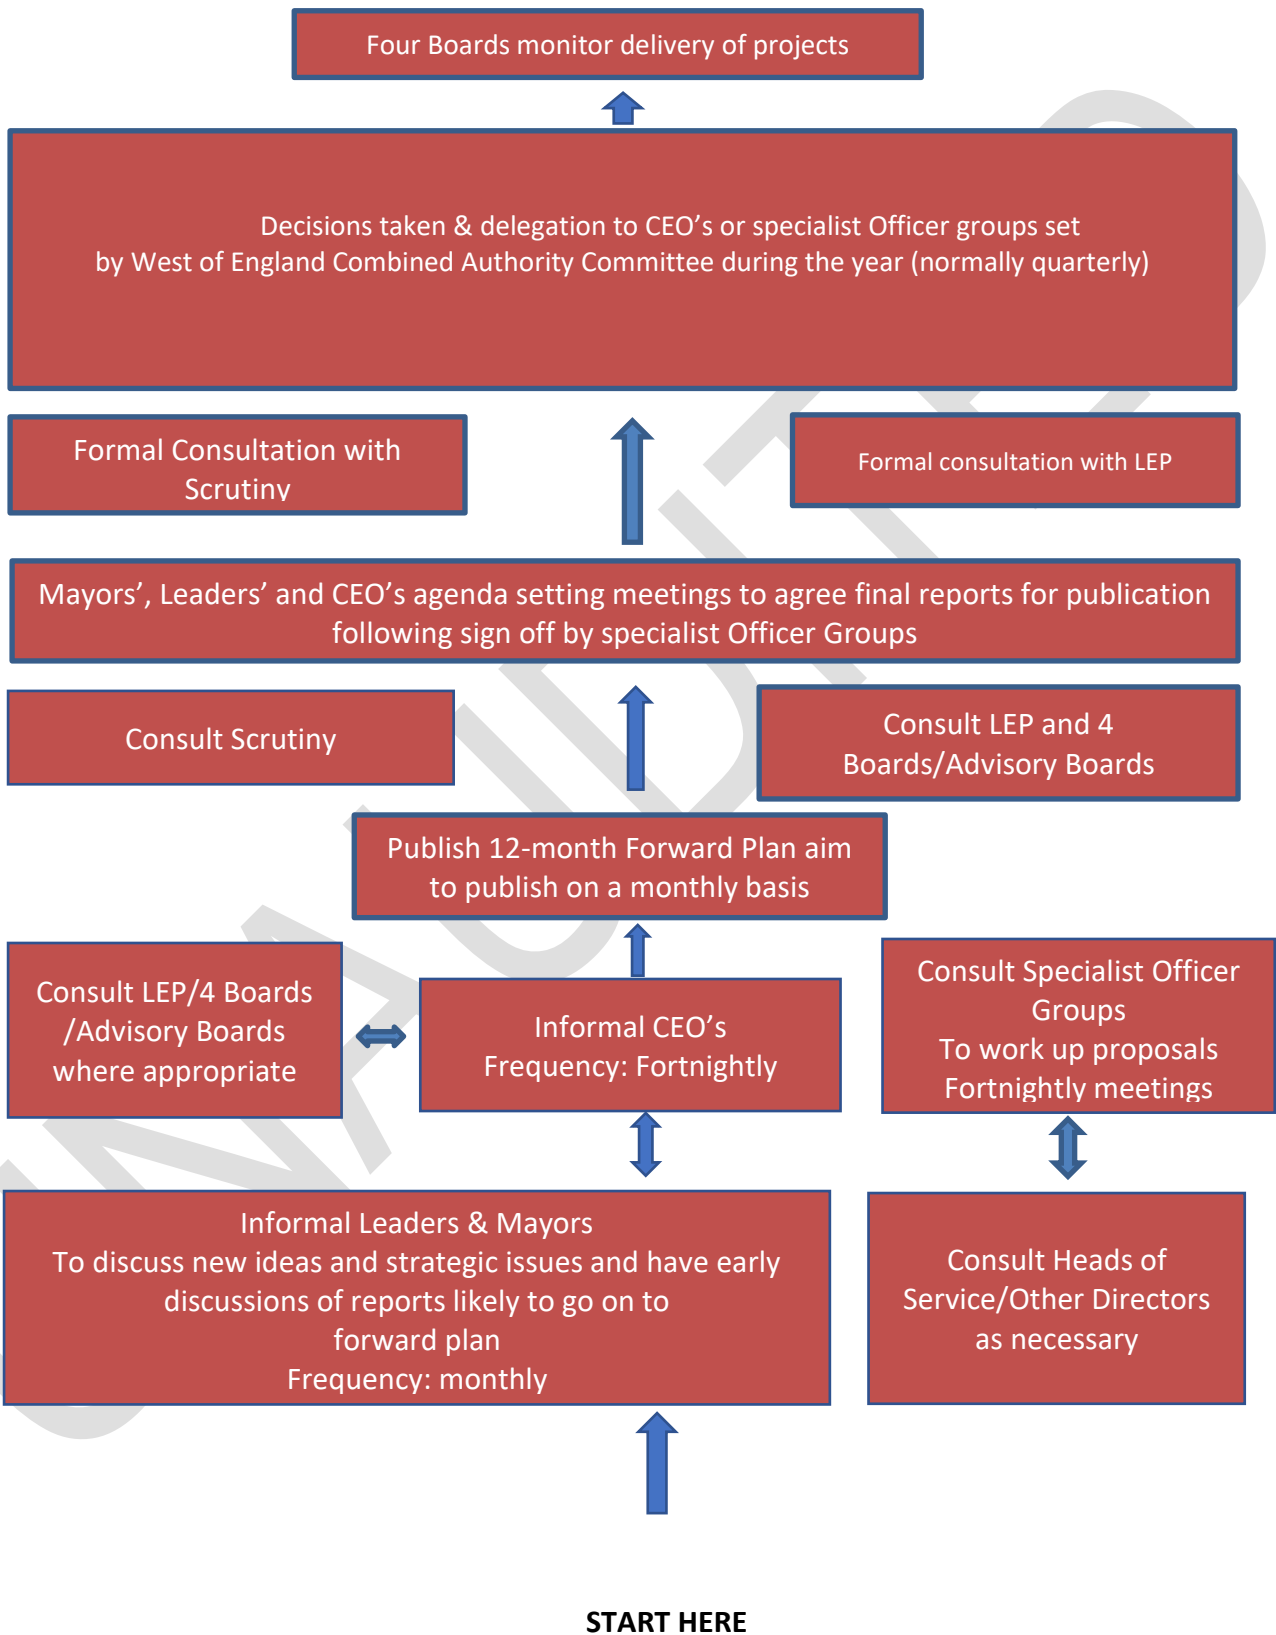 Four Boards monitor delivery of projects
Decisions taken & delegation to CEO’s or specialist Officer groups set
by West of England Combined Authority Committee during the year (normally quarterly)
Formal Consultation with
Scrutiny
Formal consultation with LEP
Mayors’, Leaders’ and CEO’s agenda setting meetings to agree final reports for publication
following sign off by specialist Officer Groups
Consult Scrutiny
Consult LEP and 4
Boards/Advisory Boards
Publish 12-month Forward Plan aim
to publish on a monthly basis
Consult LEP/4 Boards
/Advisory Boards
where appropriate
Informal CEO’s
Frequency: Fortnightly
Consult Specialist Officer
Groups
To work up proposals
Fortnightly meetings
Informal Leaders & Mayors
To discuss new ideas and strategic issues and have early
discussions of reports likely to go on to
forward plan
Frequency: monthly
Consult Heads of
Service/Other Directors
as necessary
START HERE
UNAUDITED